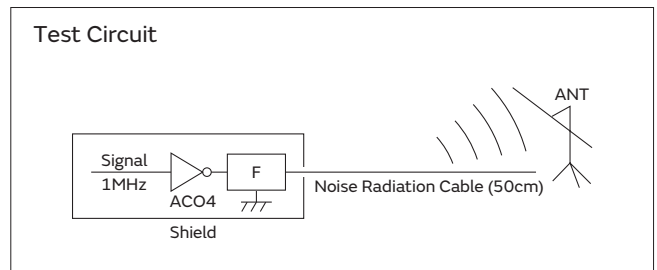 Test Circuit
ANT
Signal
1MHz
F
ACO4
Noise Radiation Cable (50cm)
Shield